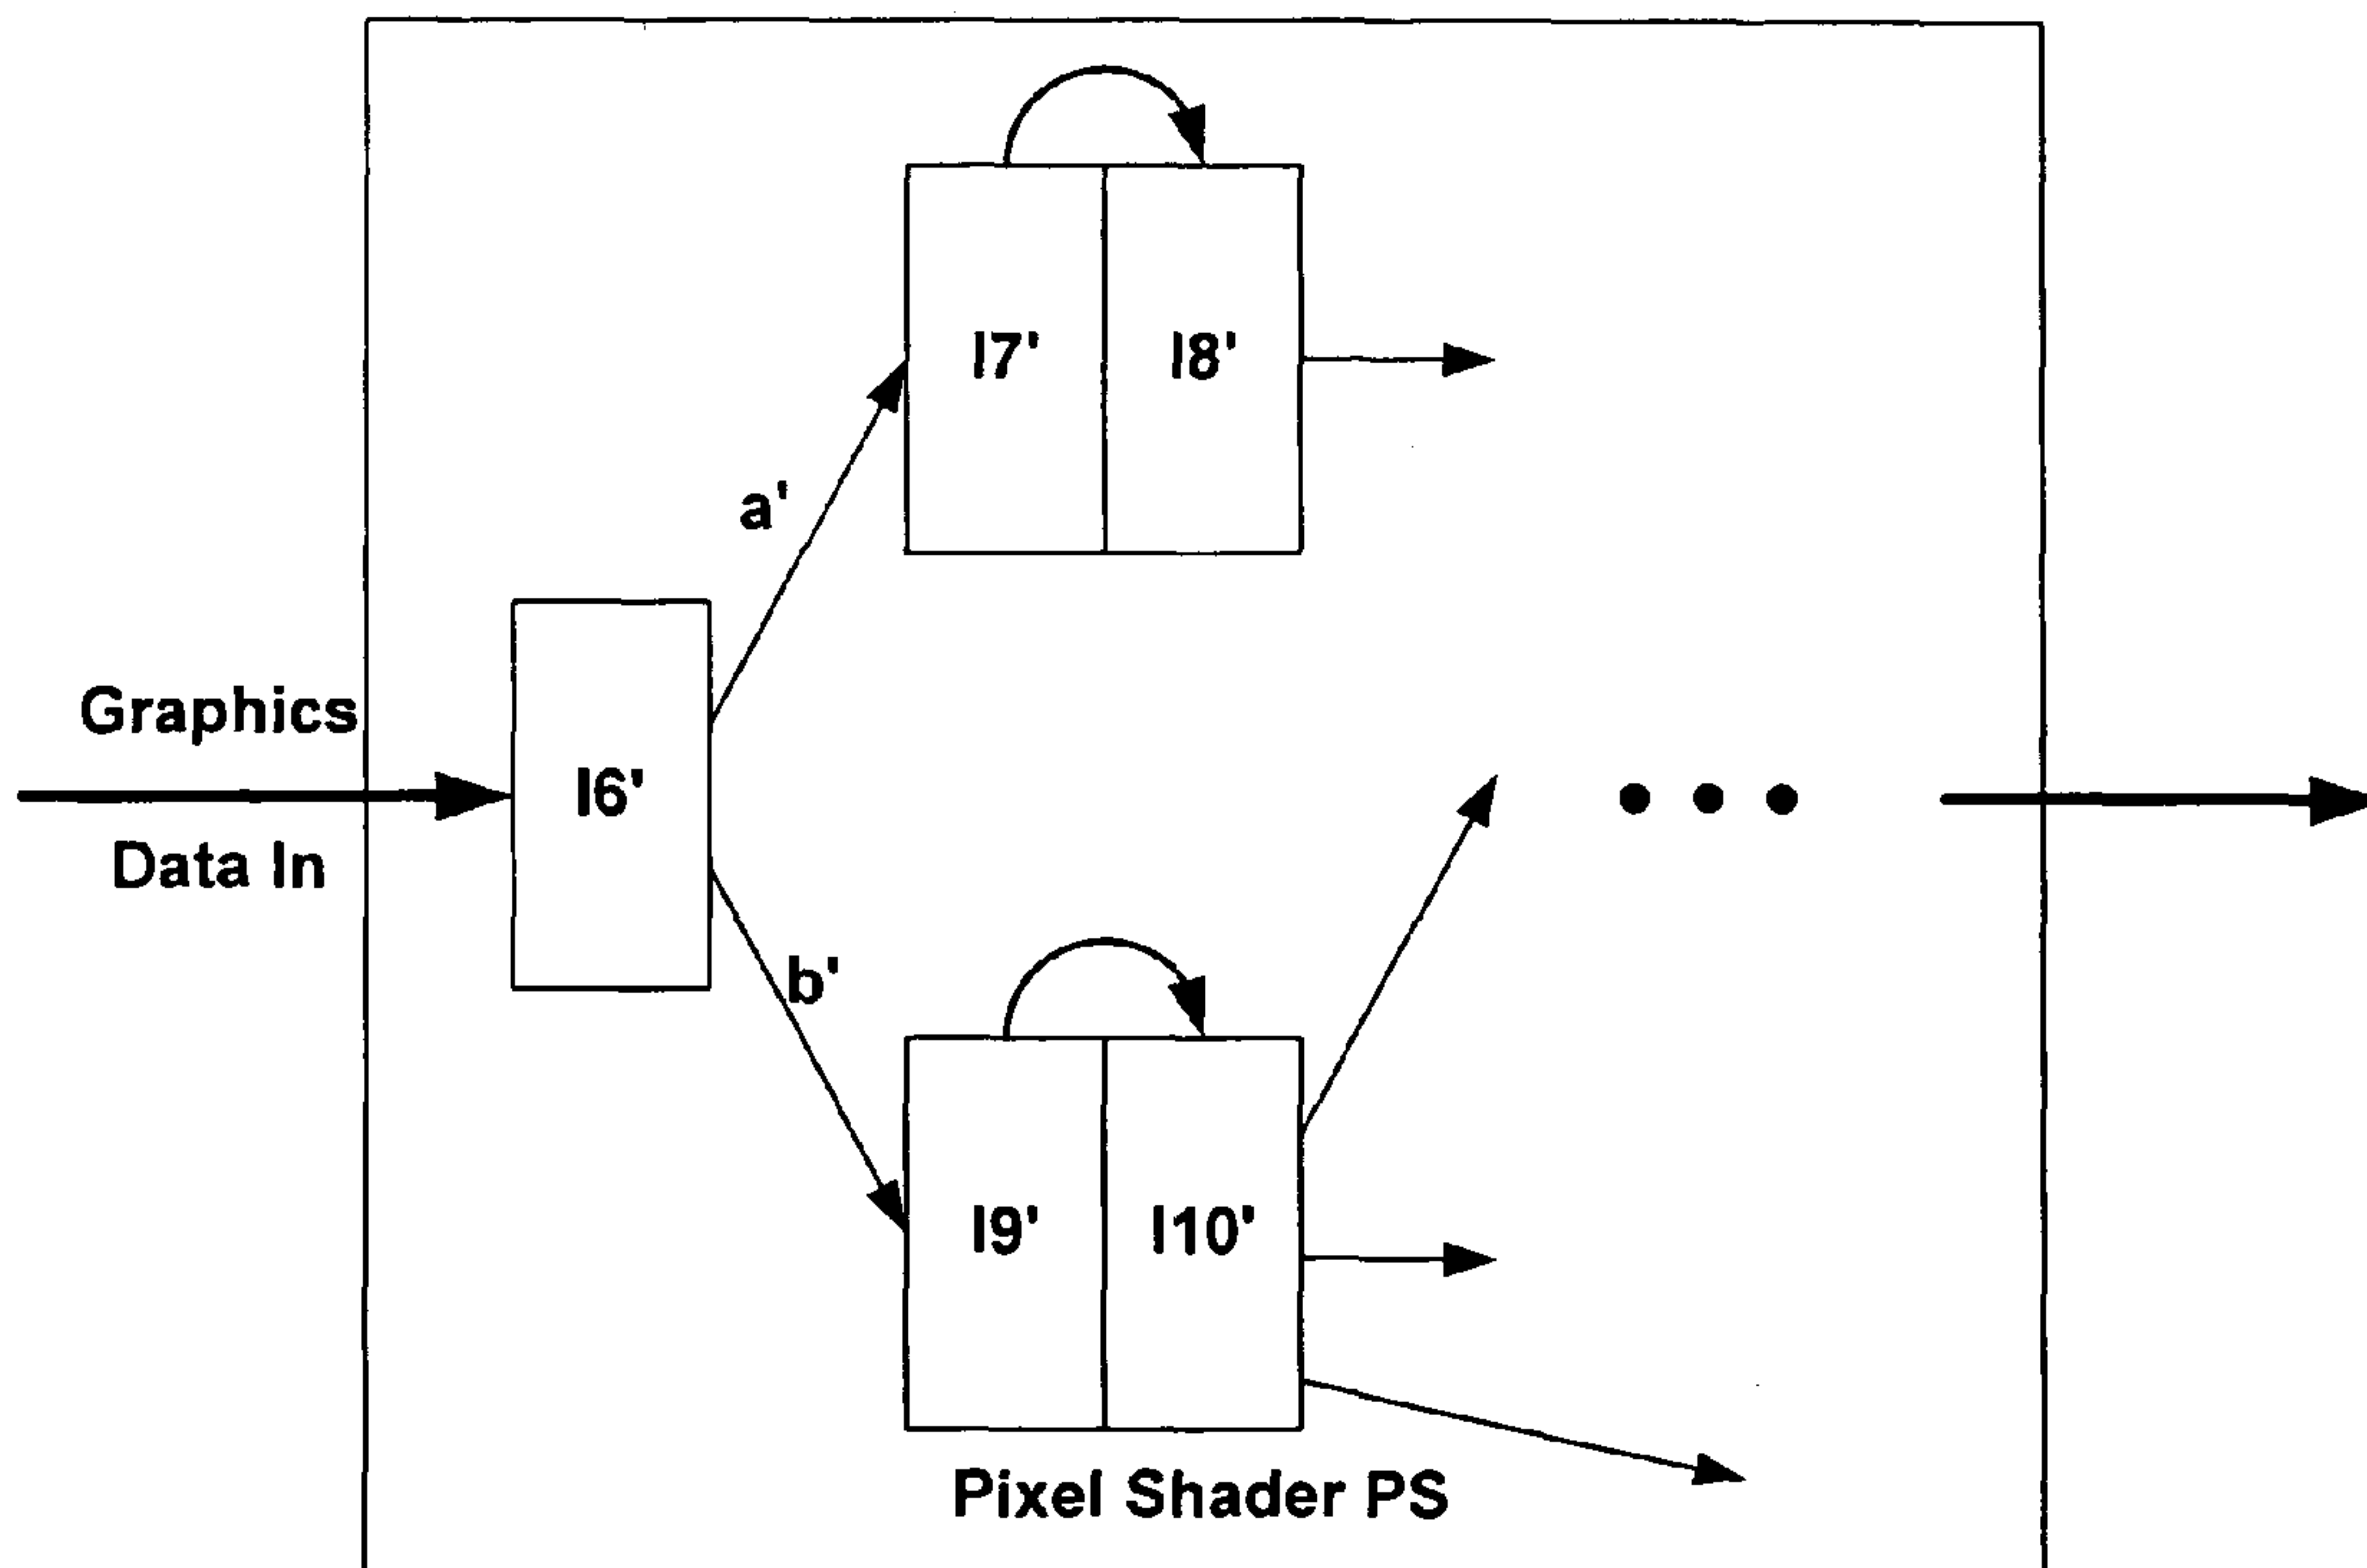 I7' I8'
a'
Graphics
I6'
Data In
b'
I9' I10'
Pixel Shader PS